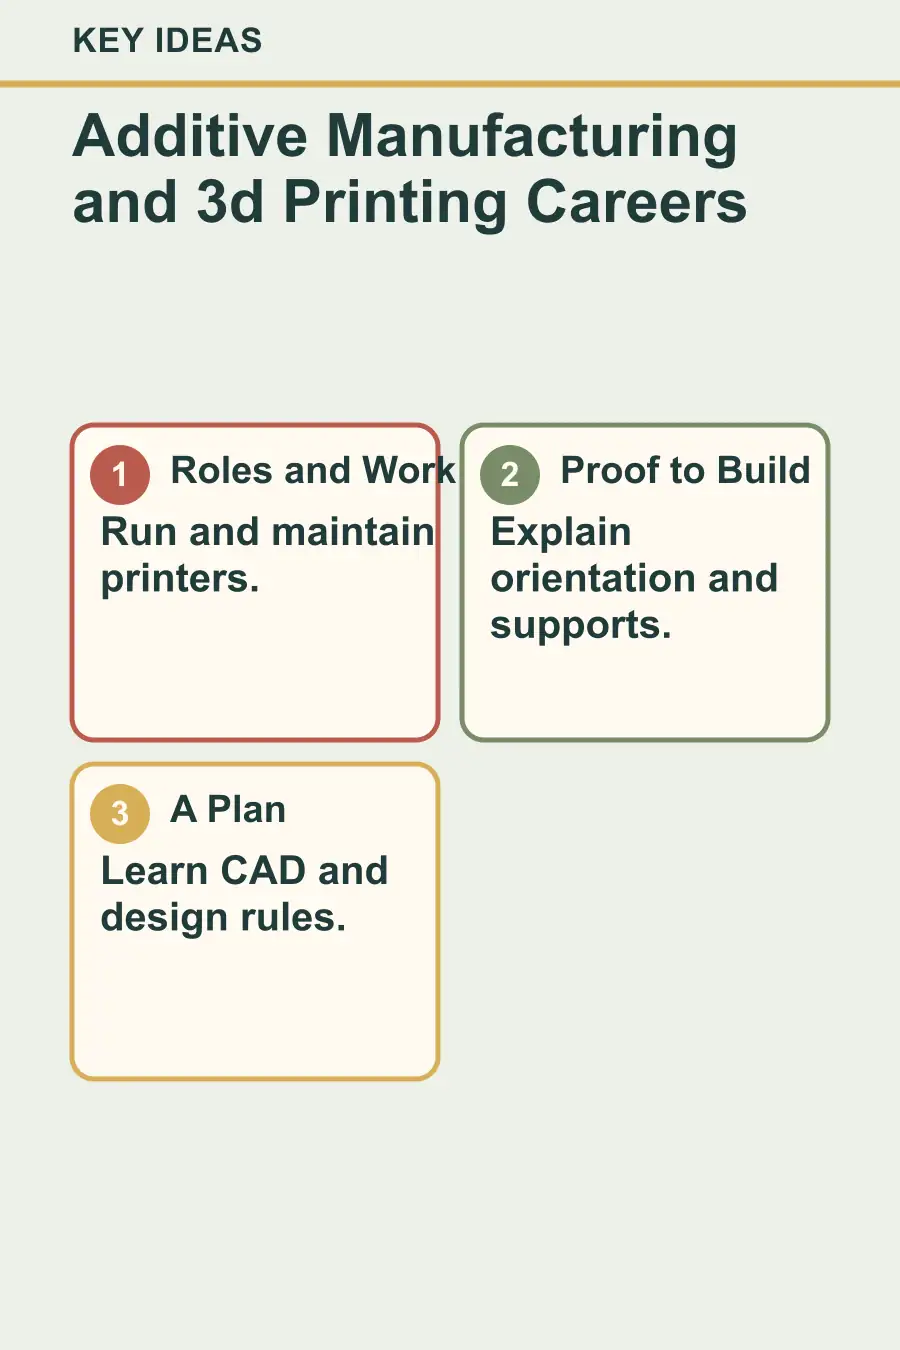 KEY IDEAS
Additive Manufacturing
and 3d Printing Careers
1 Roles and Work
Run and maintain
printers.
2 Proof to Build
Explain
orientation and
supports.
3 A Plan
Learn CAD and
design rules.